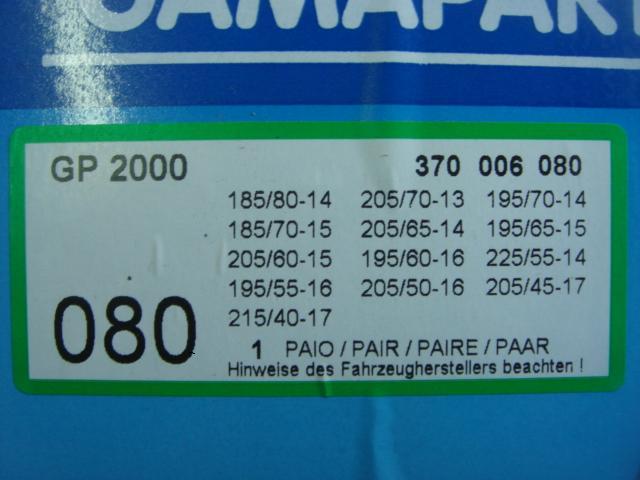 GP 2000 370 006 080
185/80-14 205/70-13 195/70-14
185/70-15 205/65-14 195/65-15
205/60-15 195/60-16 225/55-14
195/55-16 205/50-16 205/45-17
215/40-17
080
1 PAIO / PAIR / PAIRE / PAAR
Hinweise des Fahrzeugherstellers beachten !